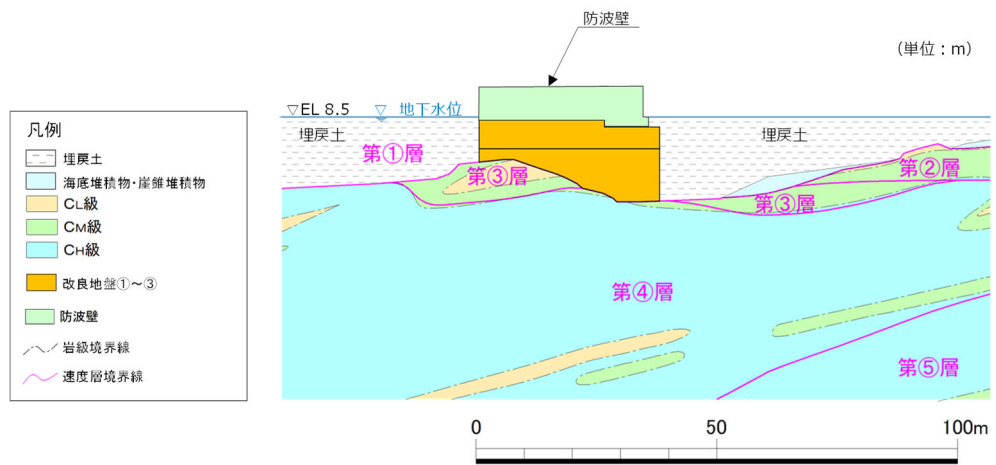 防波壁
（単位：m）
▽EL 8.5 ▽ 地下水位
埋戻土
埋戻土
第①層
第②層
第③層
第③層
第④層
第⑤層
凡例
埋戻土
海底堆積物・崖錐堆積物
CL級
CM級
CH級
改良地盤①～③
防波壁
岩級境界線
速度層境界線
0 50 100m